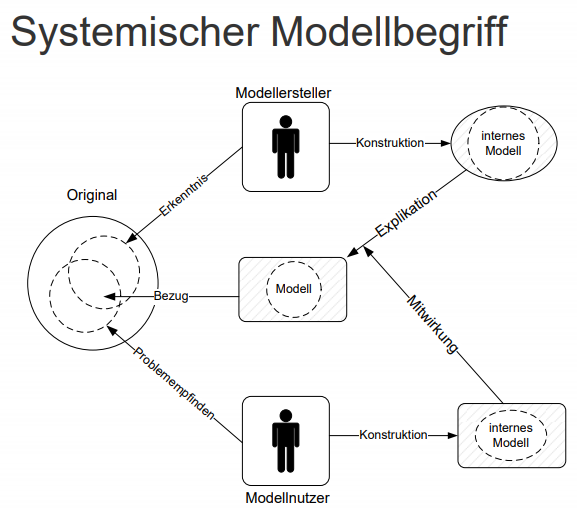 Systemischer Modellbegriff
Modellersteller
Konstruktion
internes
Modell
Original
Erkenntnis
Explikation
Modell
Bezug
Mitwirkung
Problemempfinden
Konstruktion
internes
Modell
Modellnutzer